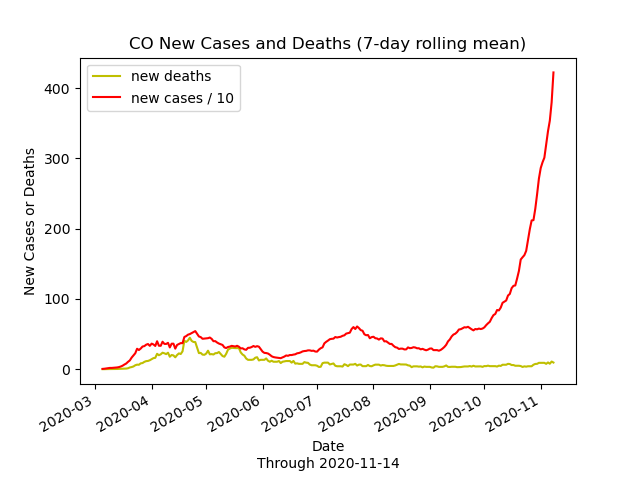 CO New Cases and Deaths (7-day rolling mean)
new deaths
new cases / 10
400
300
200
100
0
New Cases or Deaths
2020-03
2020-04
2020-05
2020-06
2020-07
2020-08
2020-09
2020-10
2020-11
Date
Through 2020-11-14